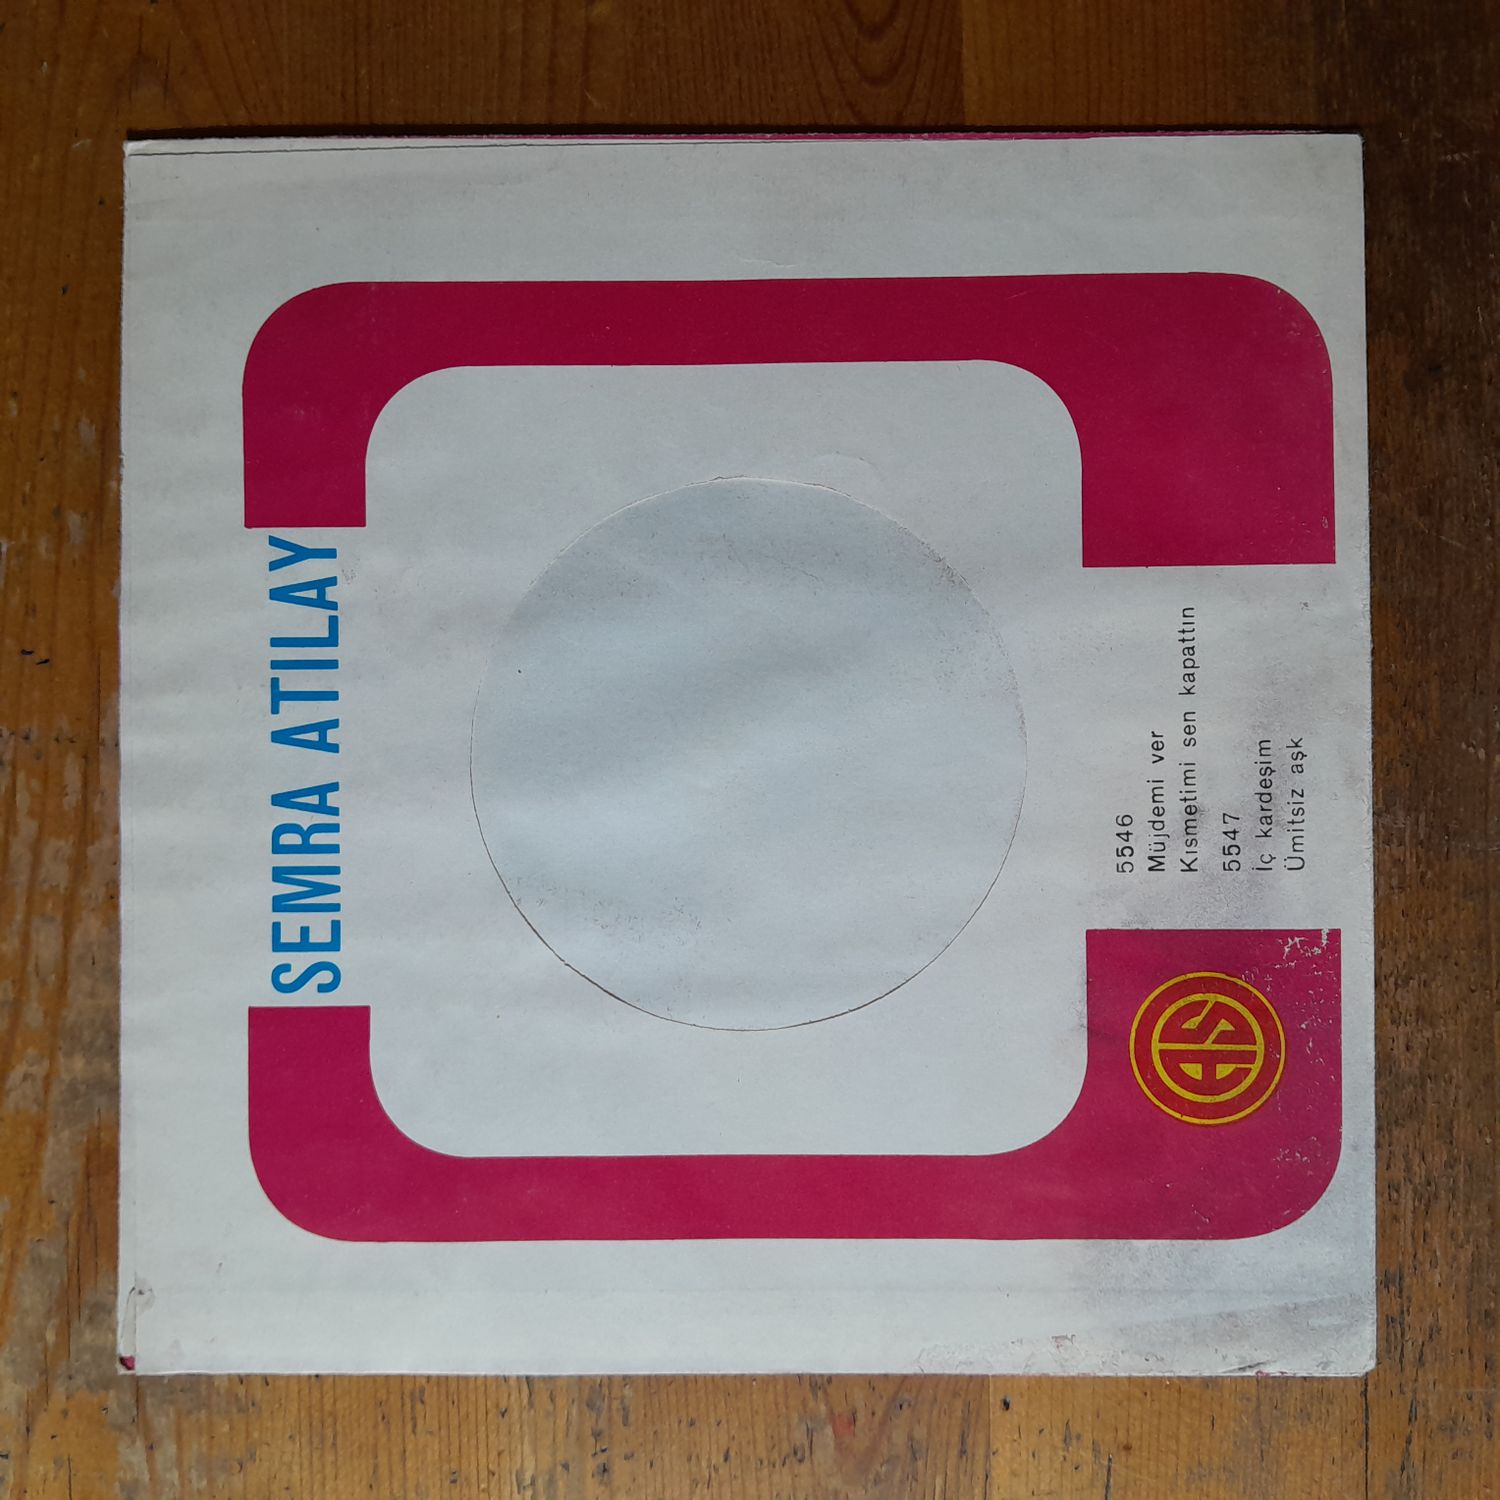 SEMRA ATILAY
5546
Müjdemi ver
Kısmetimi sen kapattın
5547
İç kardeşim
Ümitsiz aşk